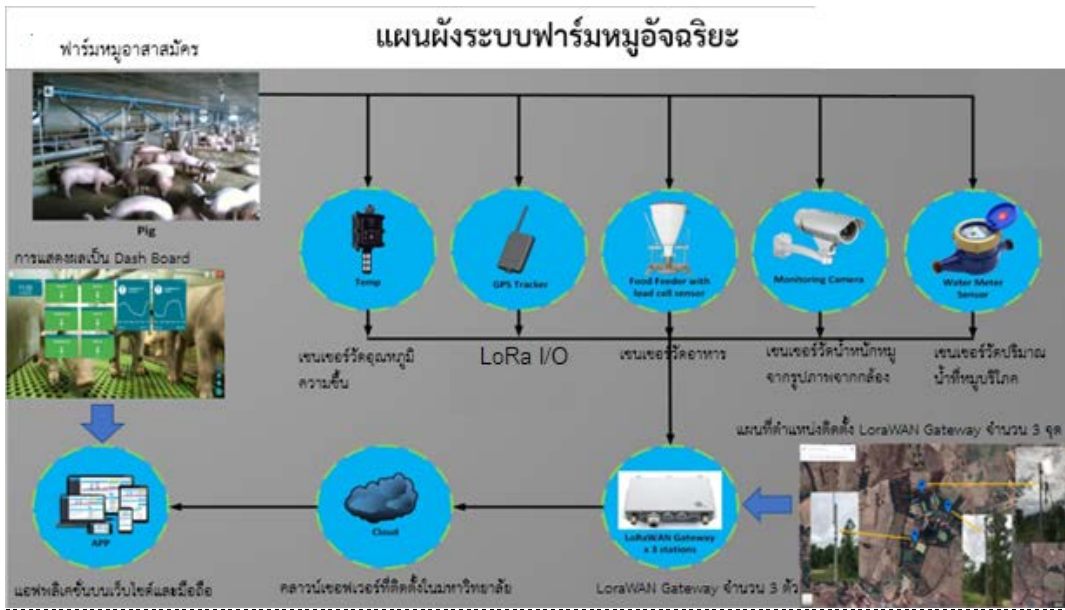 แผนผังระบบฟาร์มหมูอัจฉริยะ
ฟาร์มหมูอาสาสมัคร
Pig
การแสดงผลเป็น Dash Board
Temp
GPS Tracker
Food Feeder with
load cell sensor
Monitoring Camera
Water Meter
Sensor
เซนเซอร์วัดอุณหภูมิ
ความชื้น
LoRa I/O
เซนเซอร์วัดอาหาร
เซนเซอร์วัดน้ำหนักหมู
จากรูปภาพจากกล้อง
เซนเซอร์วัดปริมาณ
น้ำที่หมูบริโภค
แผนที่ตำแหน่งติดตั้ง LoraWAN Gateway จำนวน 3 จุด
APP
Cloud
LoRaWAN Gateway
x 3 stations
แอพพลิเคชั่นบนเว็บไซต์และมือถือ
คลาวน์เซอฟเวอร์ที่ติดตั้งในมหาวิทยาลัย
LoraWAN Gateway จำนวน 3 ตัว